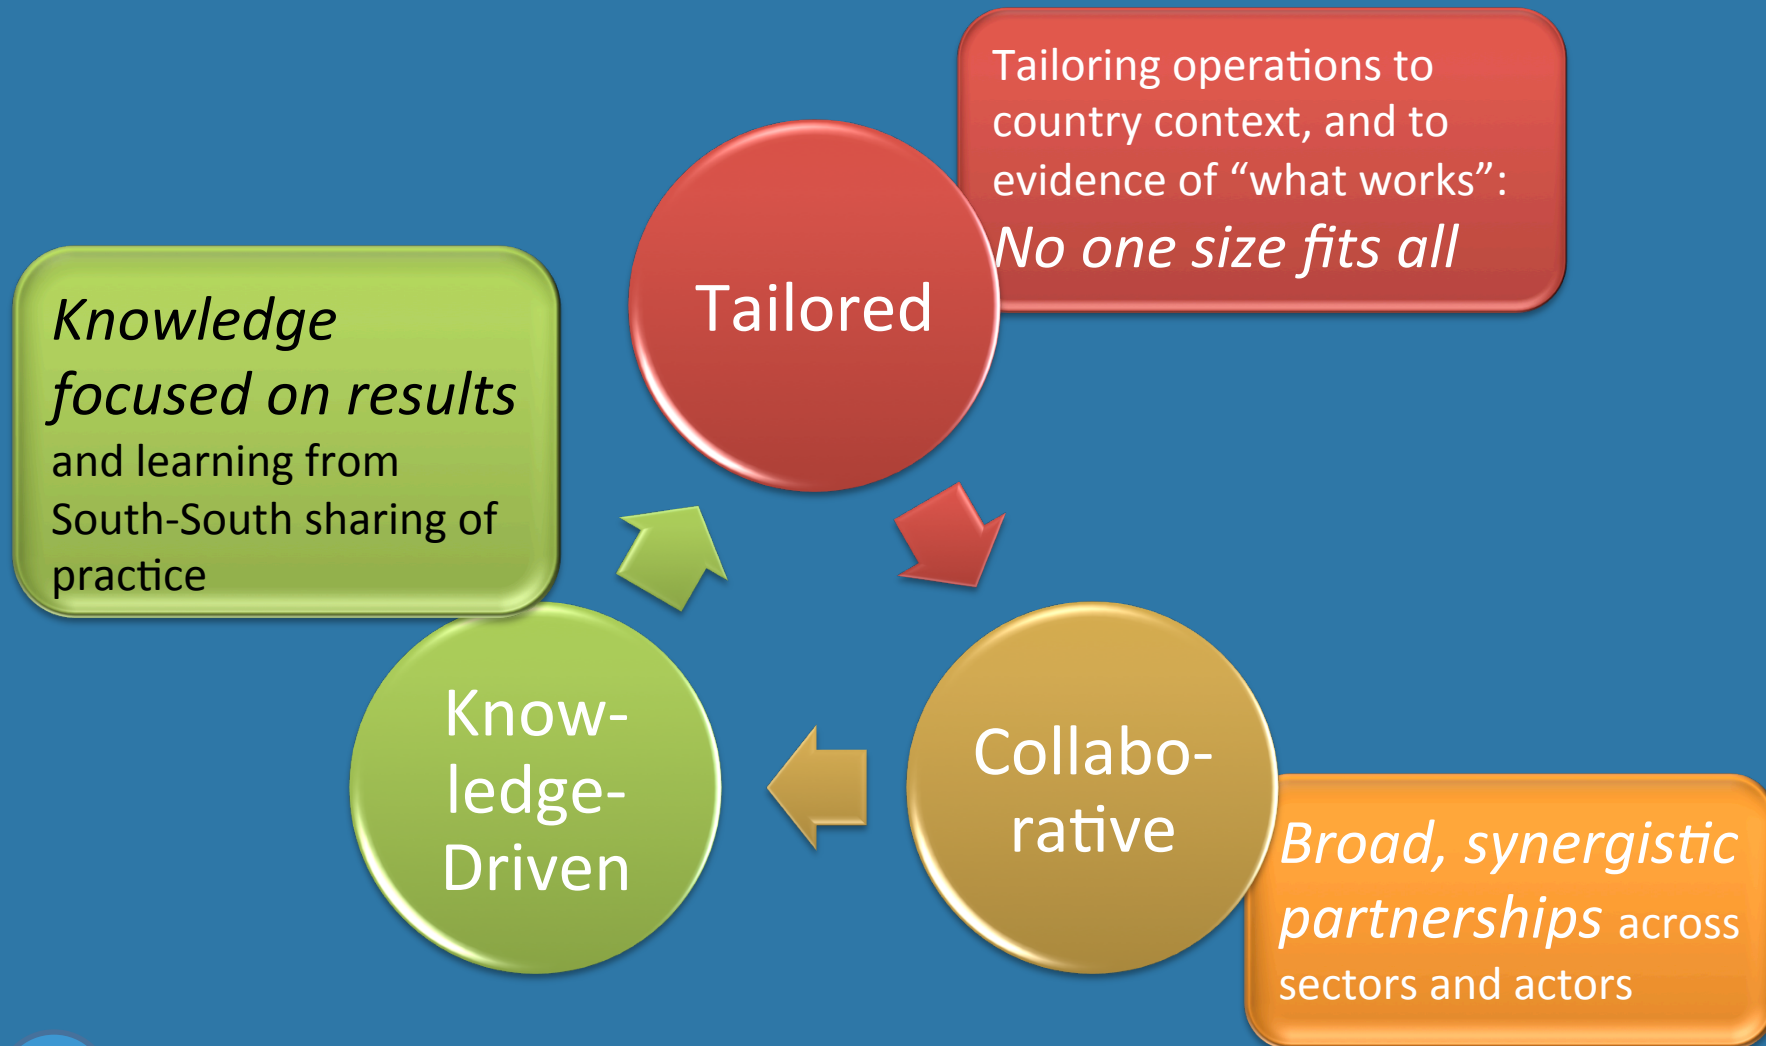 Tailoring operations to
country context, and to
evidence of “what works”:
No one size fits all
Tailored
Knowledge
focused on results
and learning from
South-South sharing of
practice
Know-
ledge-
Driven
Collabo-
rative
Broad, synergistic
partnerships across
sectors and actors